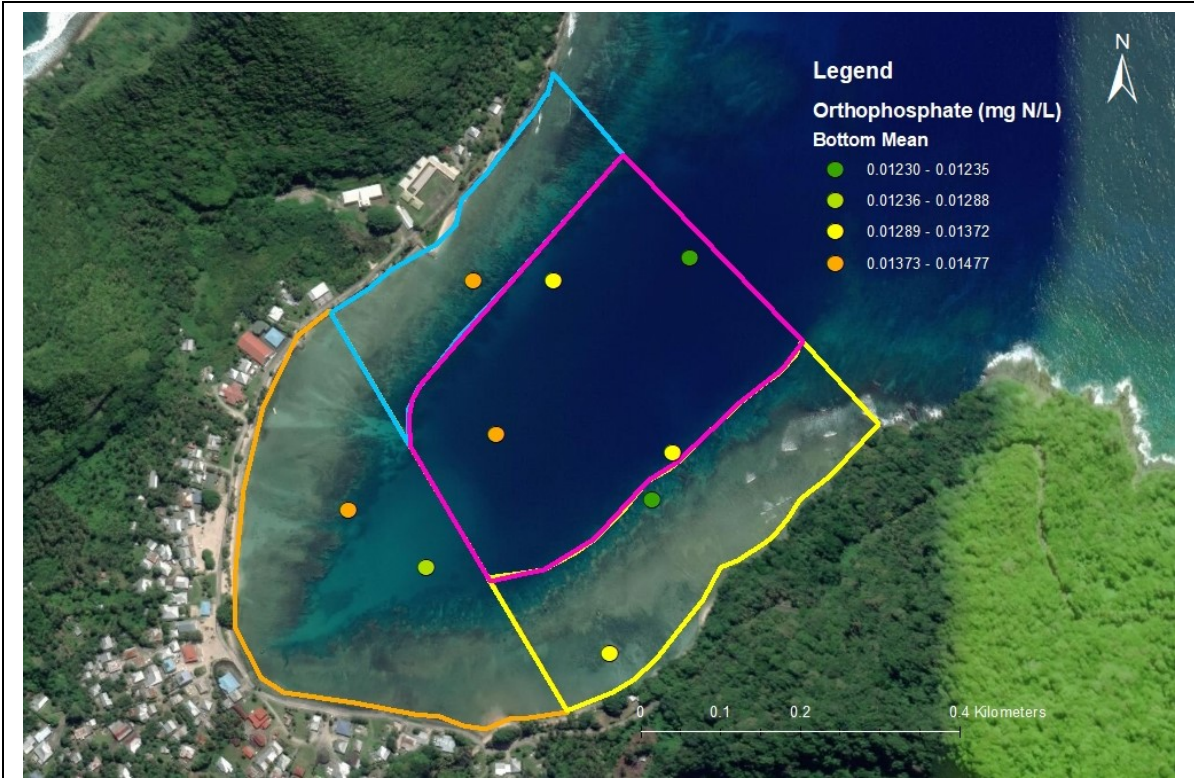 N
Legend
Orthophosphate (mg N/L)
Bottom Mean
0.01230 - 0.01235
0.01236 - 0.01288
0.01289 - 0.01372
0.01373 - 0.01477
0 0.1 0.2 0.4 Kilometers